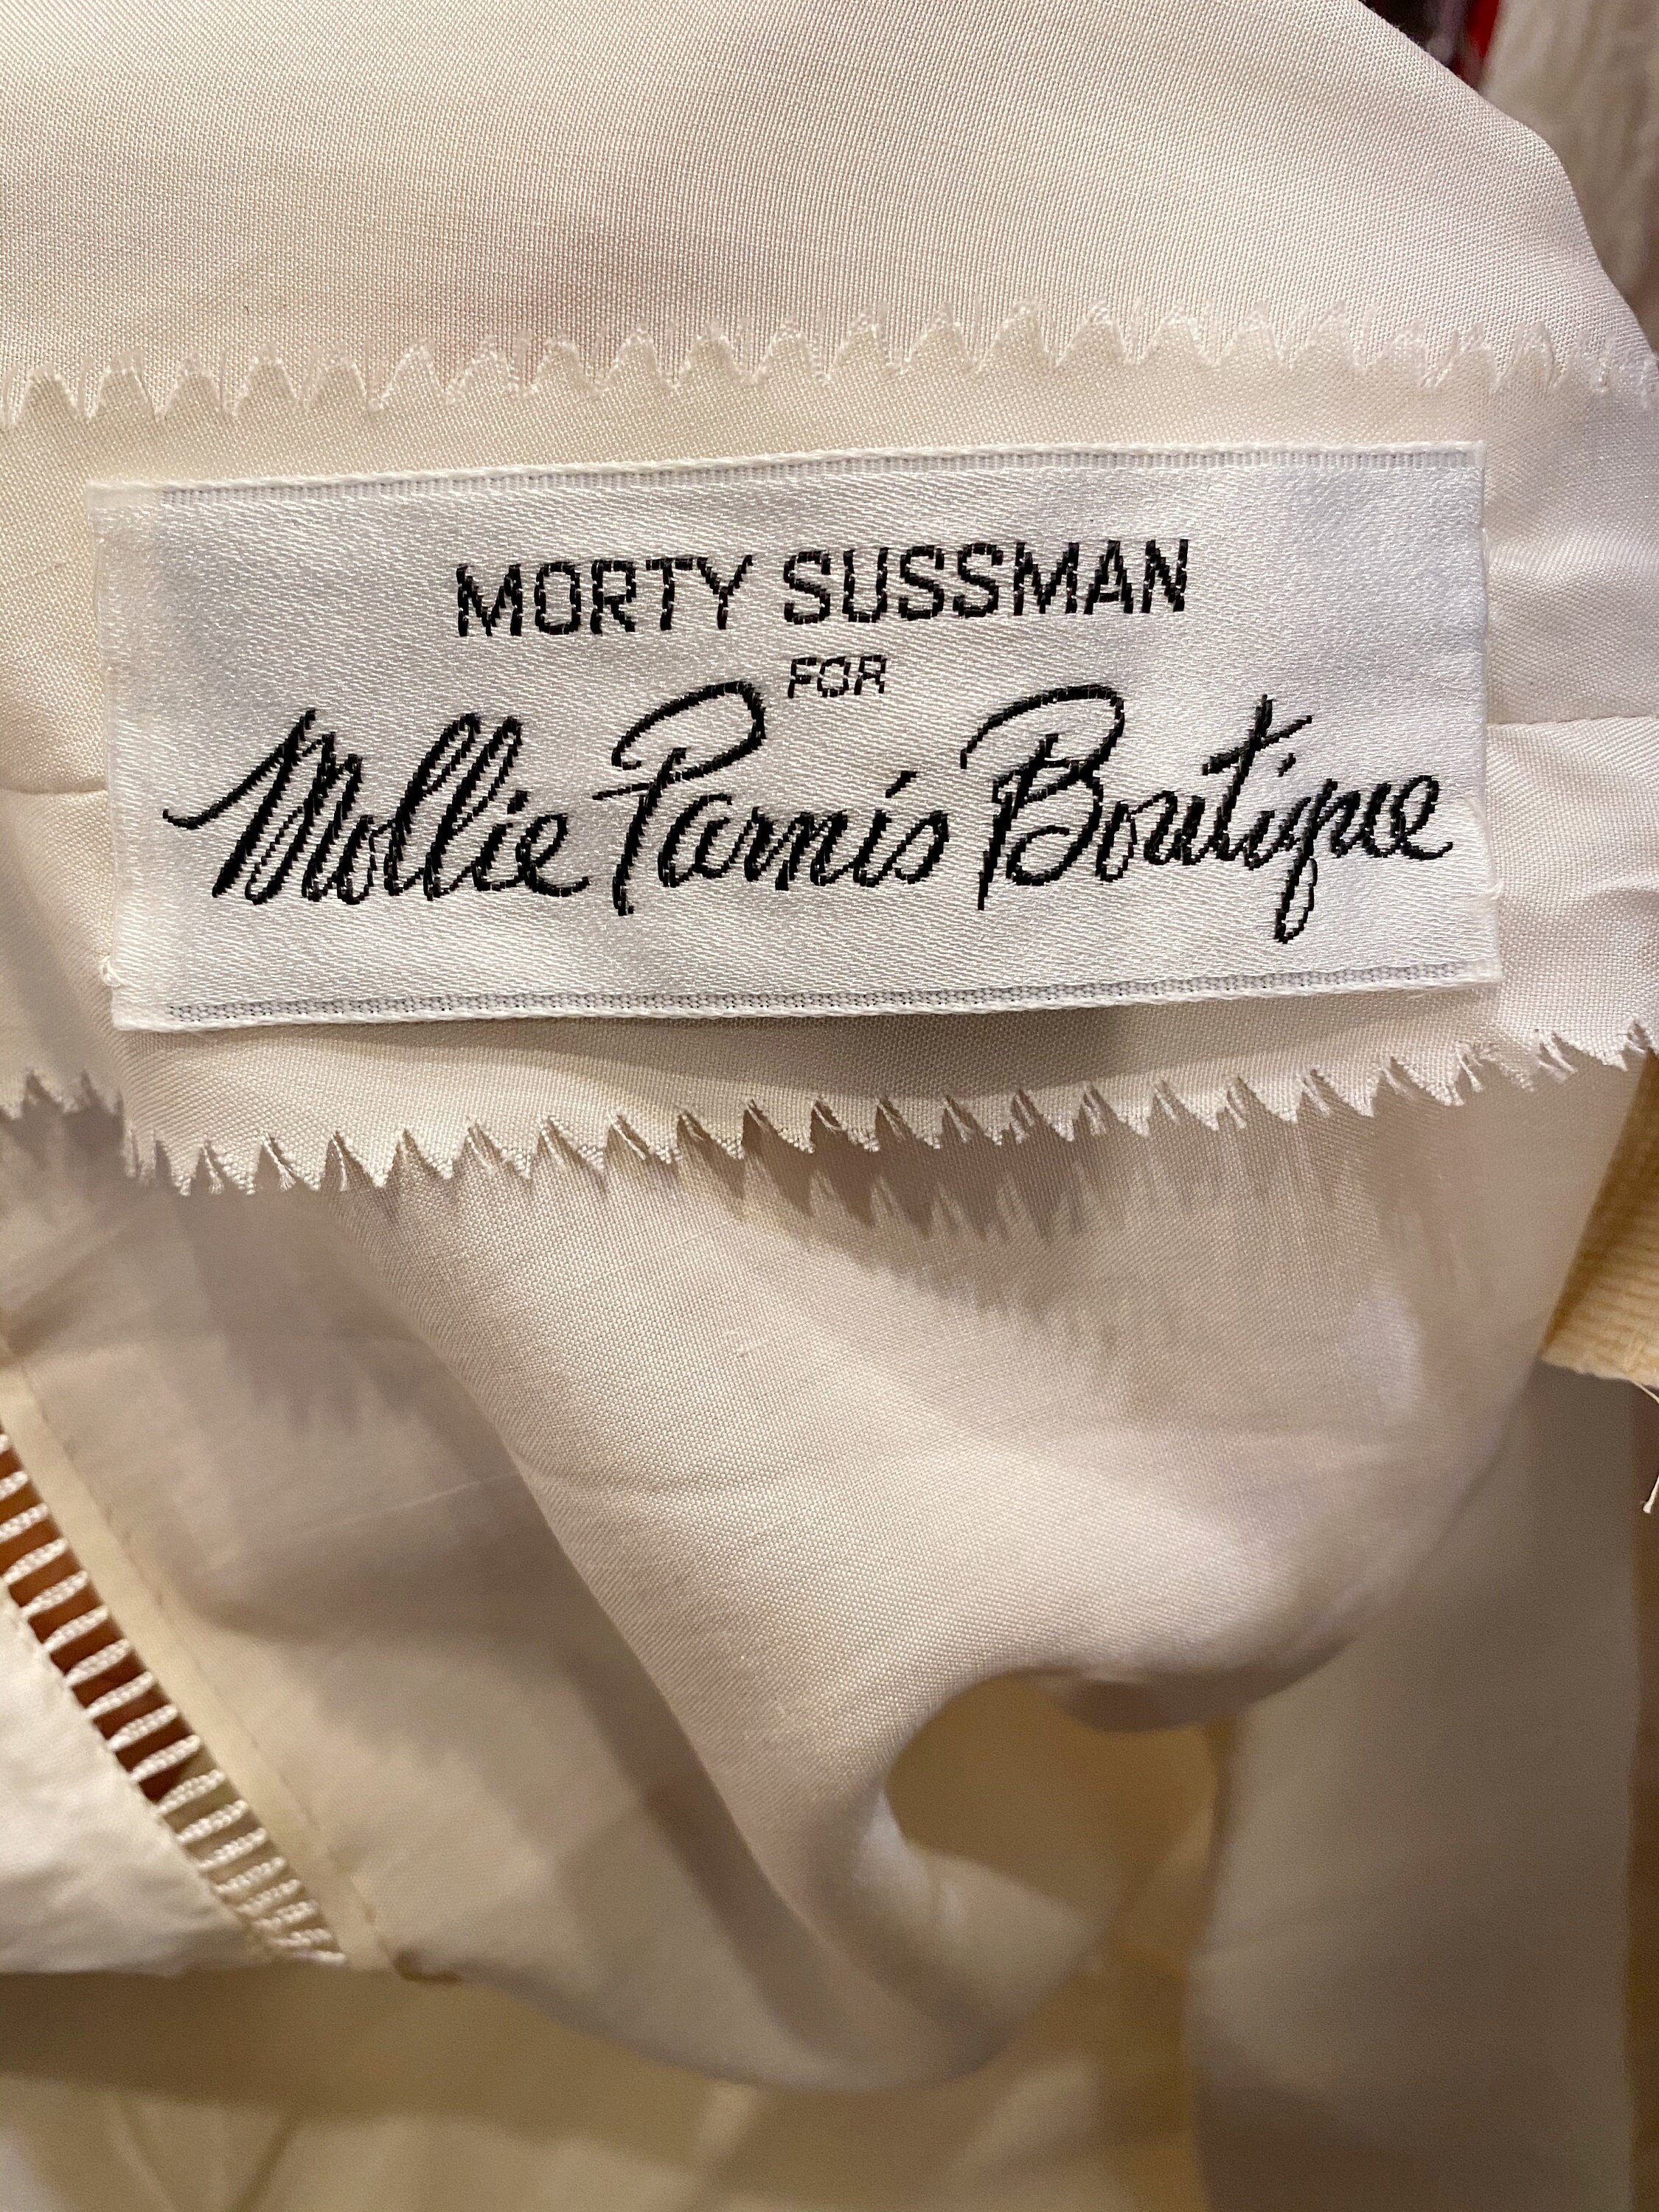 MORTY SUSSMAN
FOR
Mollie Parnis Boutique